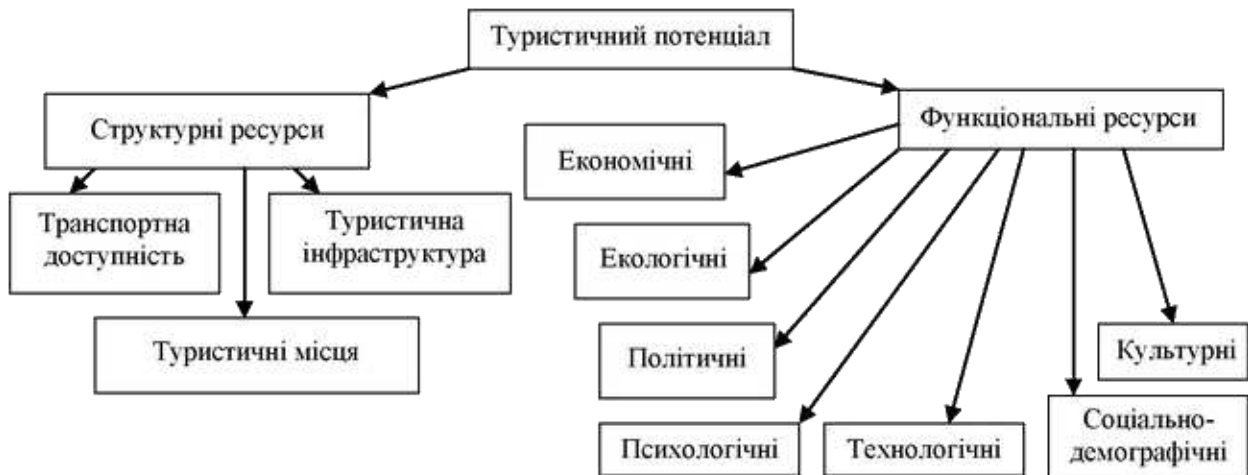 Туристичний потенціал
Структурні ресурси
Функціональні ресурси
Транспортна
доступність
Туристична
інфраструктура
Туристичні місця
Економічні
Екологічні
Політичні
Психологічні
Технологічні
Соціально-
демографічні
Культурні